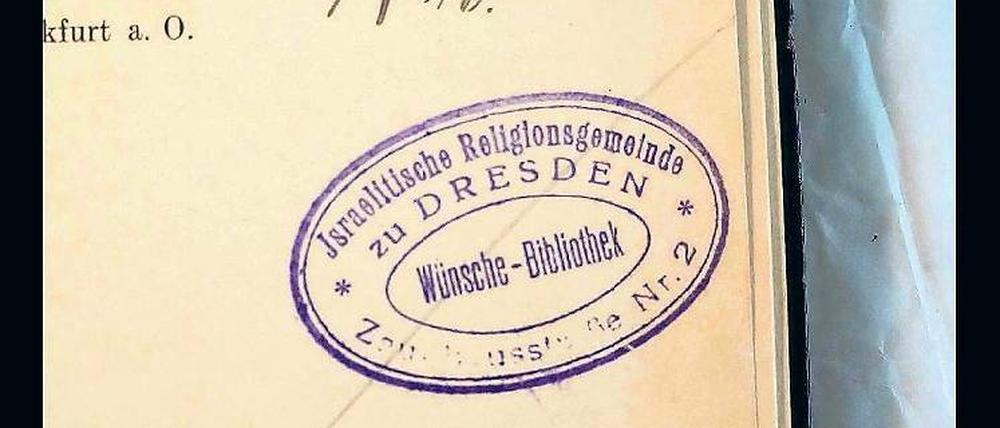 kfurt a. O.
Israelitische Religionsgemeinde
zu DRESDEN
Wünsche-Bibliothek
Nr. 2